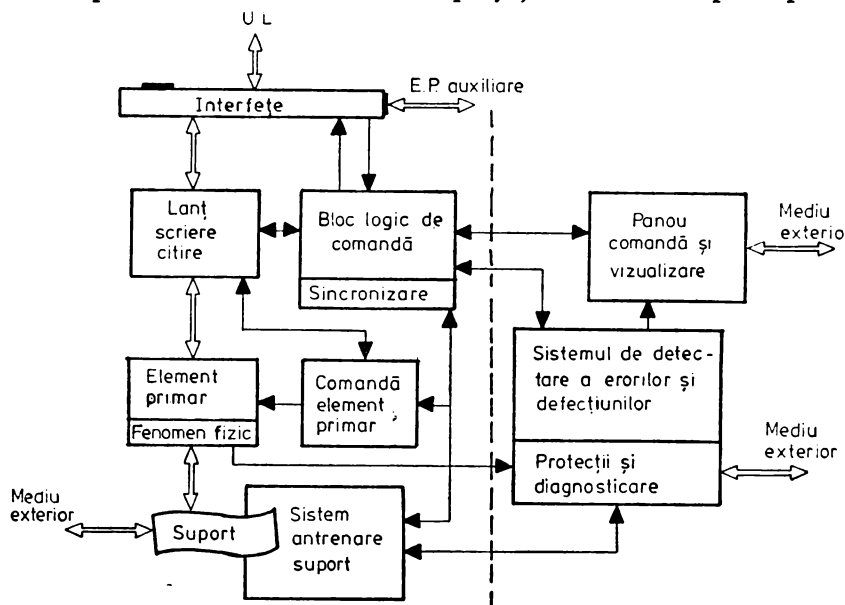 U L
E.P. auxiliare
Interfețe
Lanț
scriere
citire
Bloc logic de
comandă
Sincronizare
Panou
comandă și
vizualizare
Mediu
exterio
Element
primar
Fenomen fizic
Comandă
element
primar
Sistemul de detec-
tare a erorilor și
defecțiunilor
Protecții și
diagnosticare
Mediu
exterior
Mediu
exterior
Suport
Sistem
antrenare
suport